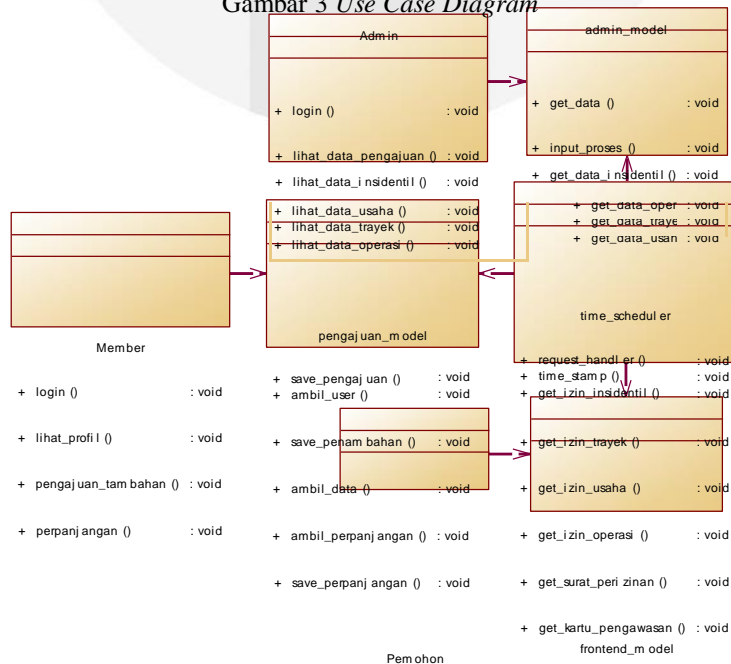 Gambar 3 Use Case Diagram
Admin
+ login () : void
+ lihat_data_pengajuan () : void
+ lihat_data_insidentil () : void
+ lihat_data_usaha () : void
+ lihat_data_trayek () : void
+ lihat_data_operasi () : void
admin_model
+ get_data () : void
+ input_proses () : void
+ get_data_insidentil () : void
+ get_data_oper : void
+ get_data_traye : void
+ get_data_usah : void
Member
+ login () : void
+ lihat_profil () : void
+ pengajuan_tambahan () : void
+ perpanjangan () : void
pengajuan_model
+ save_pengajuan () : void
+ ambil_user () : void
+ save_penambahan () : void
+ ambil_data () : void
+ ambil_perpanjangan () : void
+ save_perpanjangan () : void
time_scheduler
+ request_handler () : void
+ time_stamp () : void
+ get_izin_insidentil () : void
+ get_izin_trayek () : void
+ get_izin_usaha () : void
+ get_izin_operasi () : void
+ get_surat_perizinan () : void
+ get_kartu_pengawasan () : void
frontend_model
Pemohon